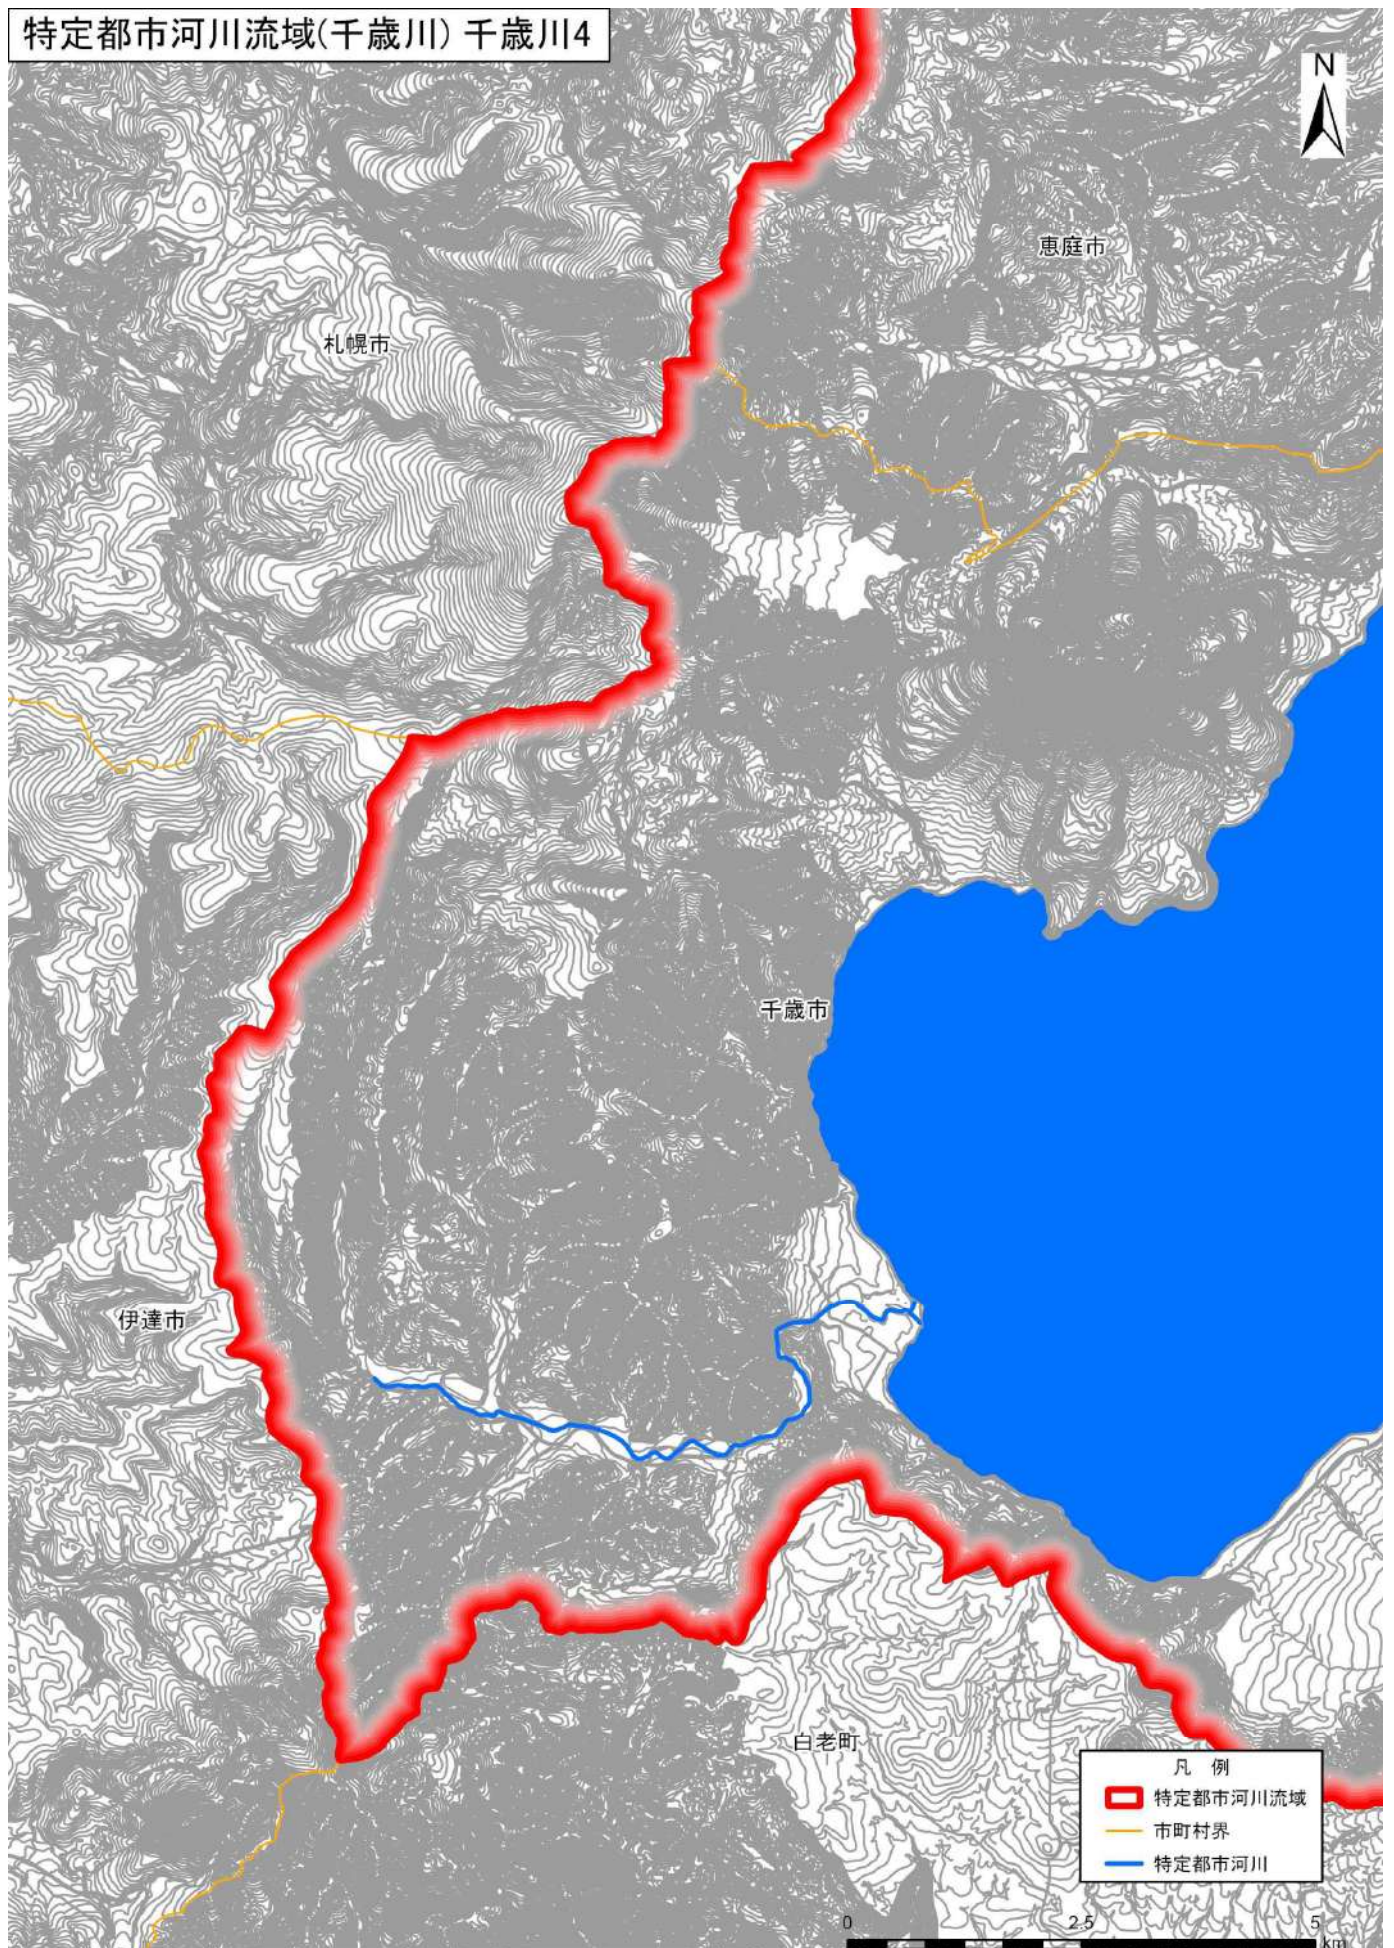 特定都市河川流域(千歳川) 千歳川4
N
恵庭市
札幌市
千歳市
伊達市
白老町
凡 例
特定都市河川流域
市町村界
特定都市河川
0 2.5 5
km